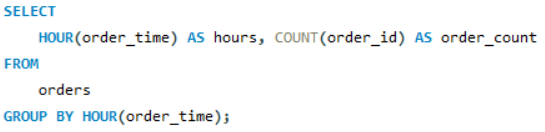 SELECT
    HOUR(order_time) AS hours, COUNT(order_id) AS order_count
FROM
    orders
GROUP BY HOUR(order_time);